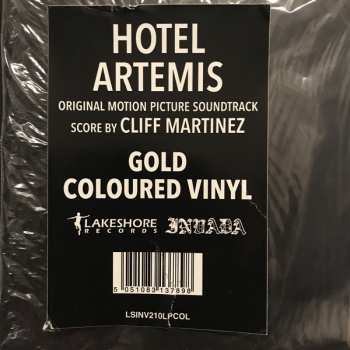 HOTEL
ARTEMIS
ORIGINAL MOTION PICTURE SOUNDTRACK
SCORE BY CLIFF MARTINEZ
GOLD
COLOURED VINYL
LAKESHORE
RECORDS
INVADA
5 051083 137898
LSINV210LPCOL